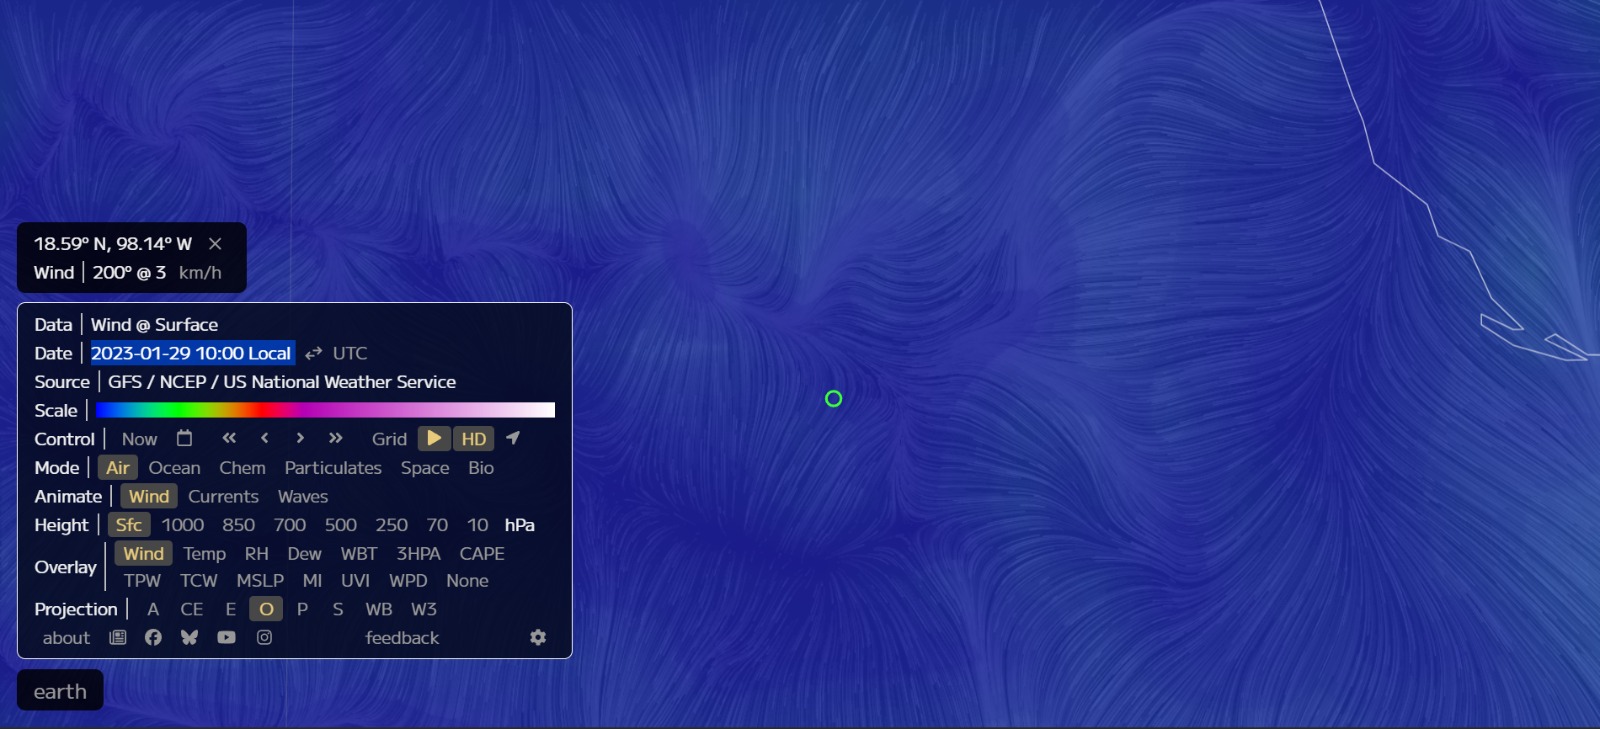 18.59° N, 98.14° W ×
Wind | 200° @ 3 km/h
Data | Wind @ Surface
Date | 2023-01-29 10:00 Local ⇄ UTC
Source | GFS / NCEP / US National Weather Service
Scale |
Control | Now « ‹ › » Grid HD
Mode | Air Ocean Chem Particulates Space Bio
Animate | Wind Currents Waves
Height | Sfc 1000 850 700 500 250 70 10 hPa
Overlay | Wind Temp RH Dew WBT 3HPA CAPE
TPW TCW MSLP MI UVI WPD None
Projection | A CE E O P S WB W3
about feedback
earth